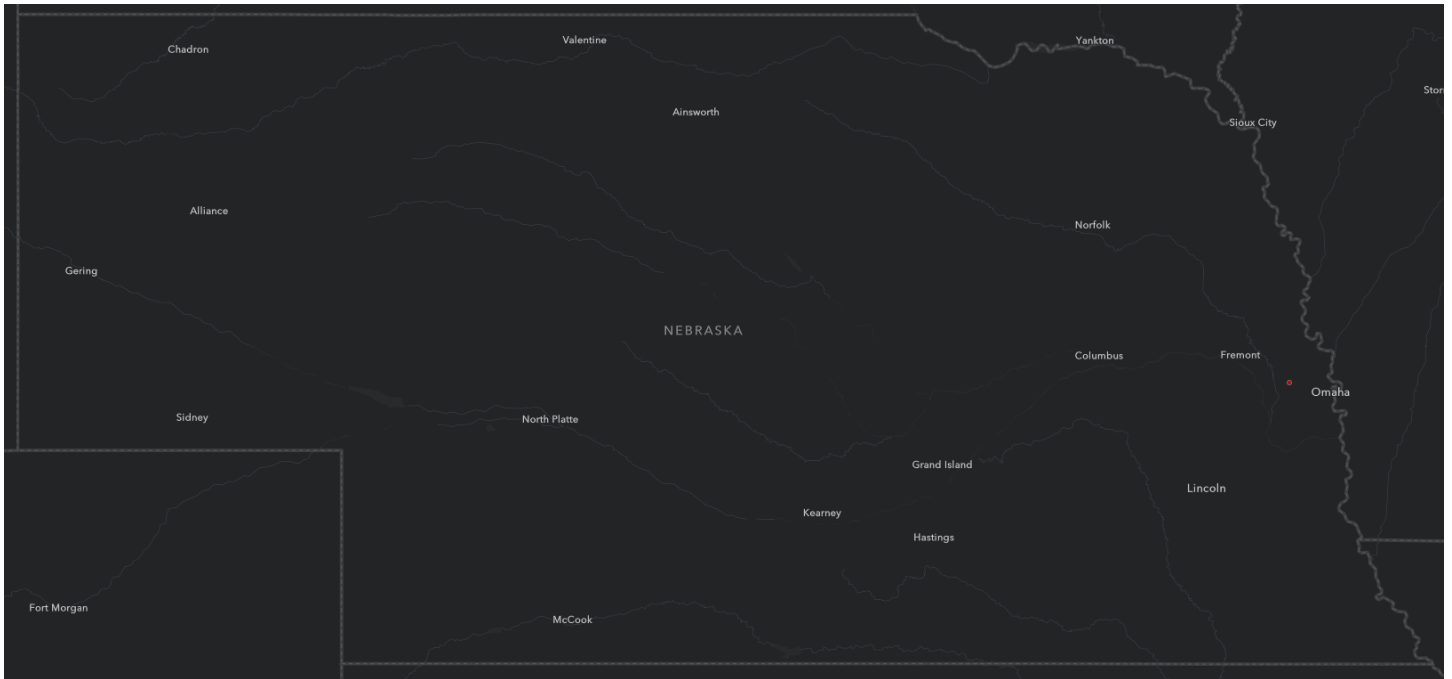 Chadron
Valentine
Yankton
Ainsworth
Sioux City
Alliance
Norfolk
Gering
NEBRASKA
Columbus
Fremont
Omaha
Sidney
North Platte
Grand Island
Lincoln
Kearney
Hastings
Fort Morgan
McCook